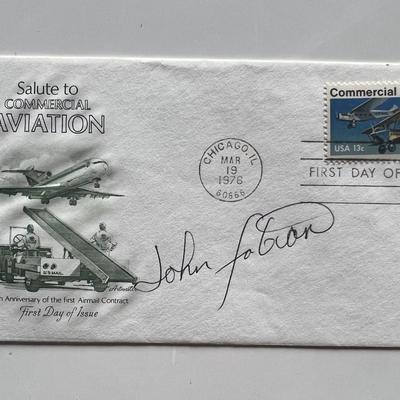 Salute to
COMMERCIAL
AVIATION
U.S. MAIL
Artmaster
h Anniversary of the first Airmail Contract
First Day of Issue
CHICAGO, IL
MAR
19
1976
60666
Commercial
USA 13c
FIRST DAY OF
John